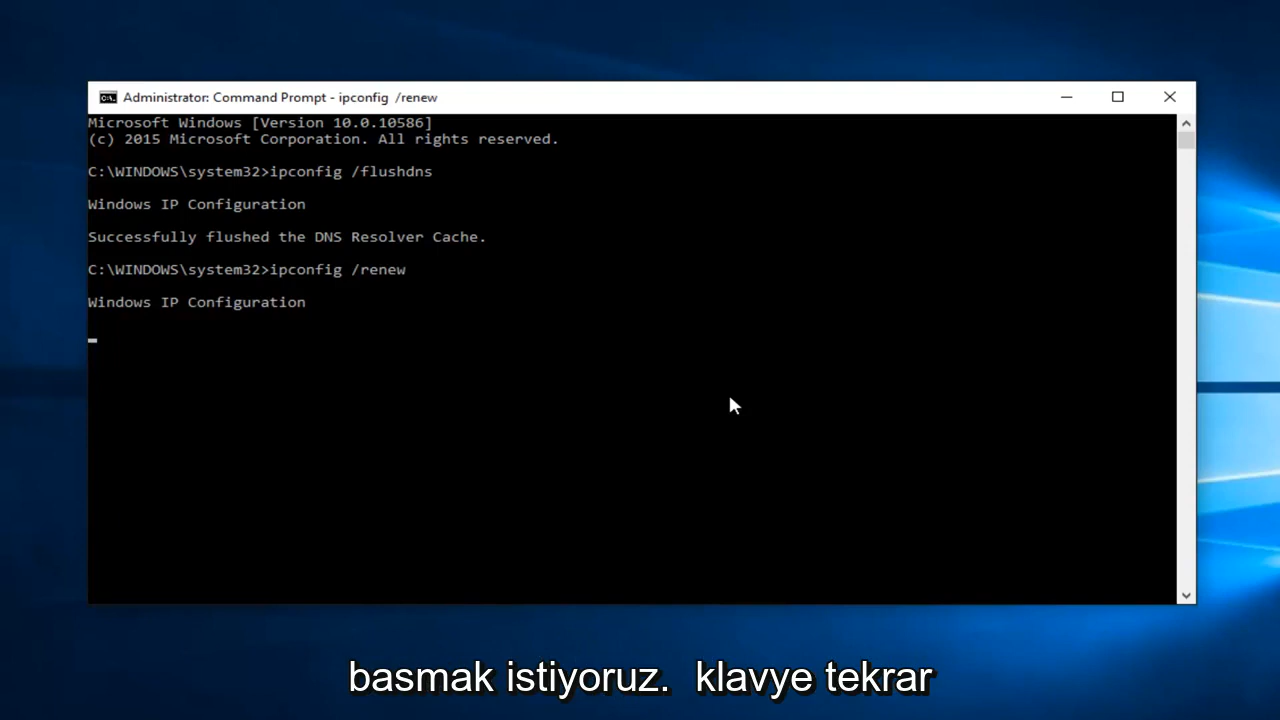 Administrator: Command Prompt - ipconfig /renew
Microsoft Windows [Version 10.0.10586]
(c) 2015 Microsoft Corporation. All rights reserved.
C:\WINDOWS\system32>ipconfig /flushdns
Windows IP Configuration
Successfully flushed the DNS Resolver Cache.
C:\WINDOWS\system32>ipconfig /renew
Windows IP Configuration
basmak istiyoruz. klavye tekrar